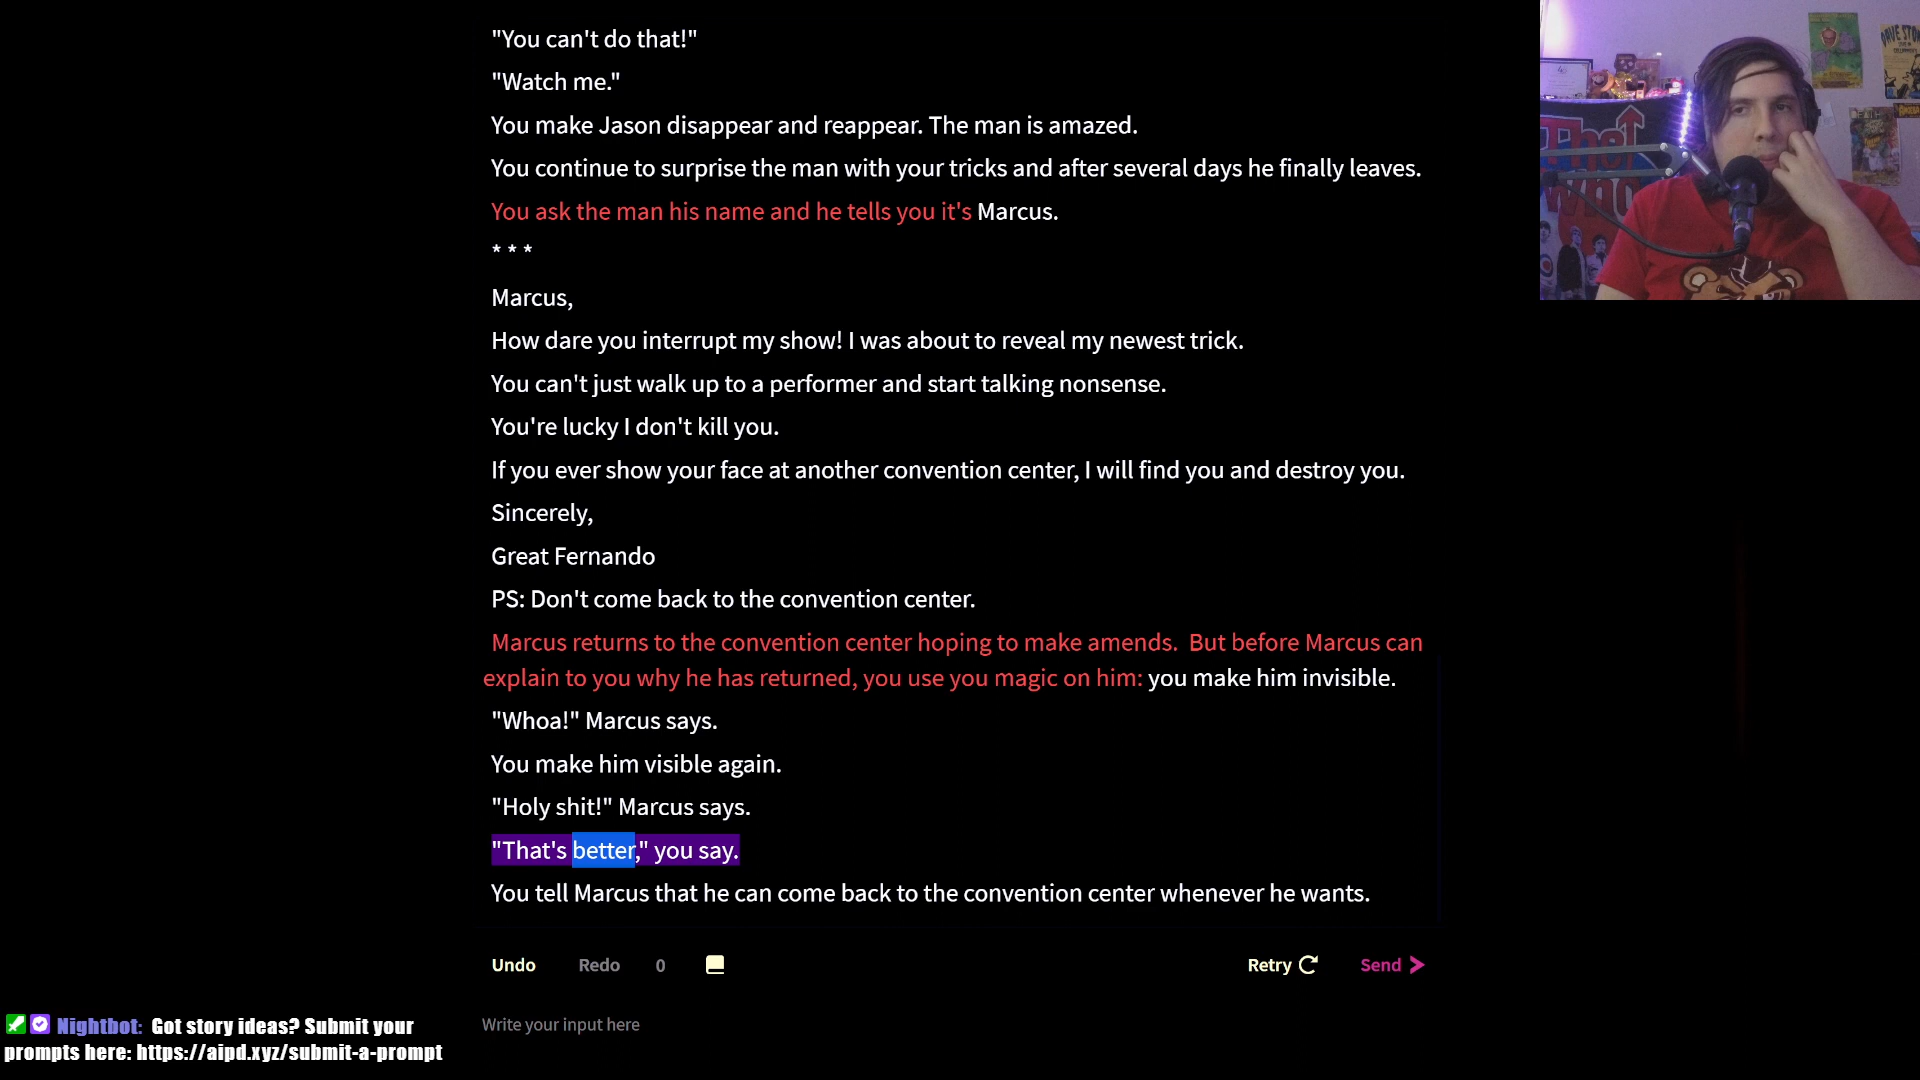 "You can't do that!"
"Watch me."
You make Jason disappear and reappear. The man is amazed.
You continue to surprise the man with your tricks and after several days he finally leaves.
You ask the man his name and he tells you it's Marcus.
* * *
Marcus,
How dare you interrupt my show! I was about to reveal my newest trick.
You can't just walk up to a performer and start talking nonsense.
You're lucky I don't kill you.
If you ever show your face at another convention center, I will find you and destroy you.
Sincerely,
Great Fernando
PS: Don't come back to the convention center.
Marcus returns to the convention center hoping to make amends.  But before Marcus can
explain to you why he has returned, you use you magic on him: you make him invisible.
"Whoa!" Marcus says.
You make him visible again.
"Holy shit!" Marcus says.
"That's better," you say.
You tell Marcus that he can come back to the convention center whenever he wants.
Undo
Redo
0
Retry
Send
Write your input here
Nightbot: Got story ideas? Submit your
prompts here: https://aipd.xyz/submit-a-prompt
The
Who
DEATH